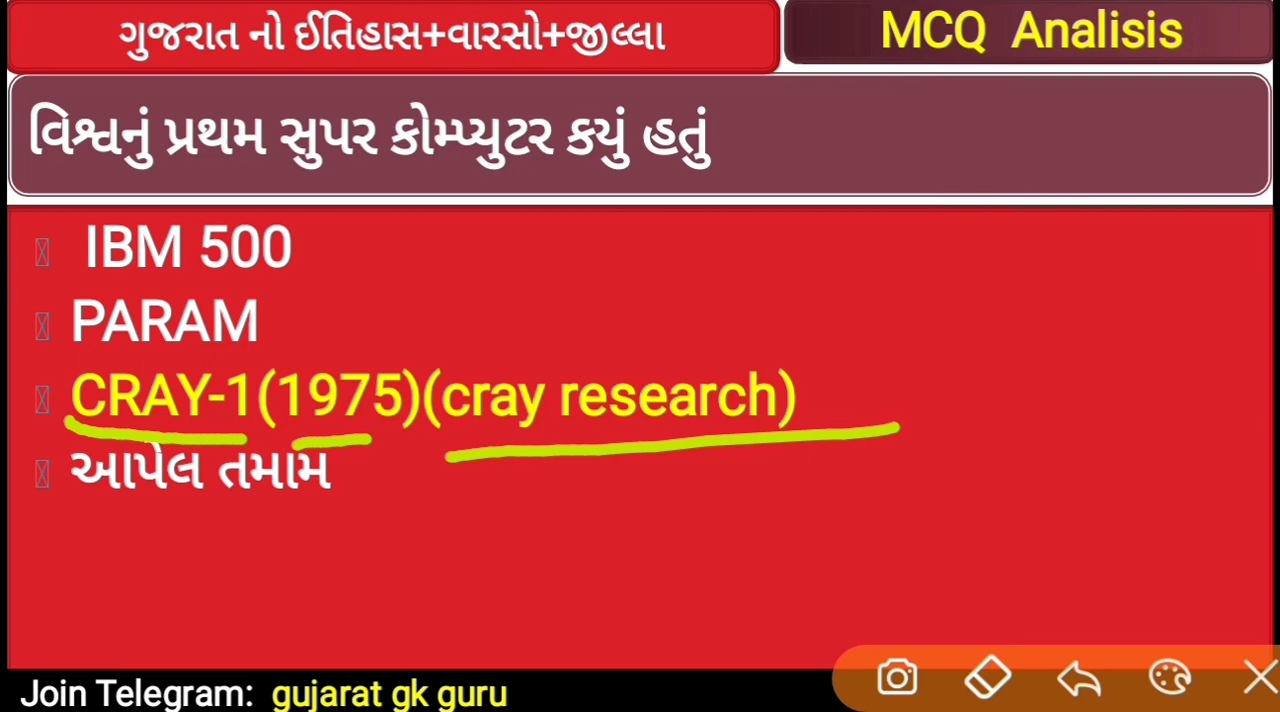 ગુજરાત નો ઈતિહાસ+વારસો+જીલ્લા
MCQ Analisis
વિશ્વનું પ્રથમ સુપર કોમ્પ્યુટર કયું હતું
IBM 500
PARAM
CRAY-1(1975)(cray research)
આપેલ તમામ
Join Telegram: gujarat gk guru